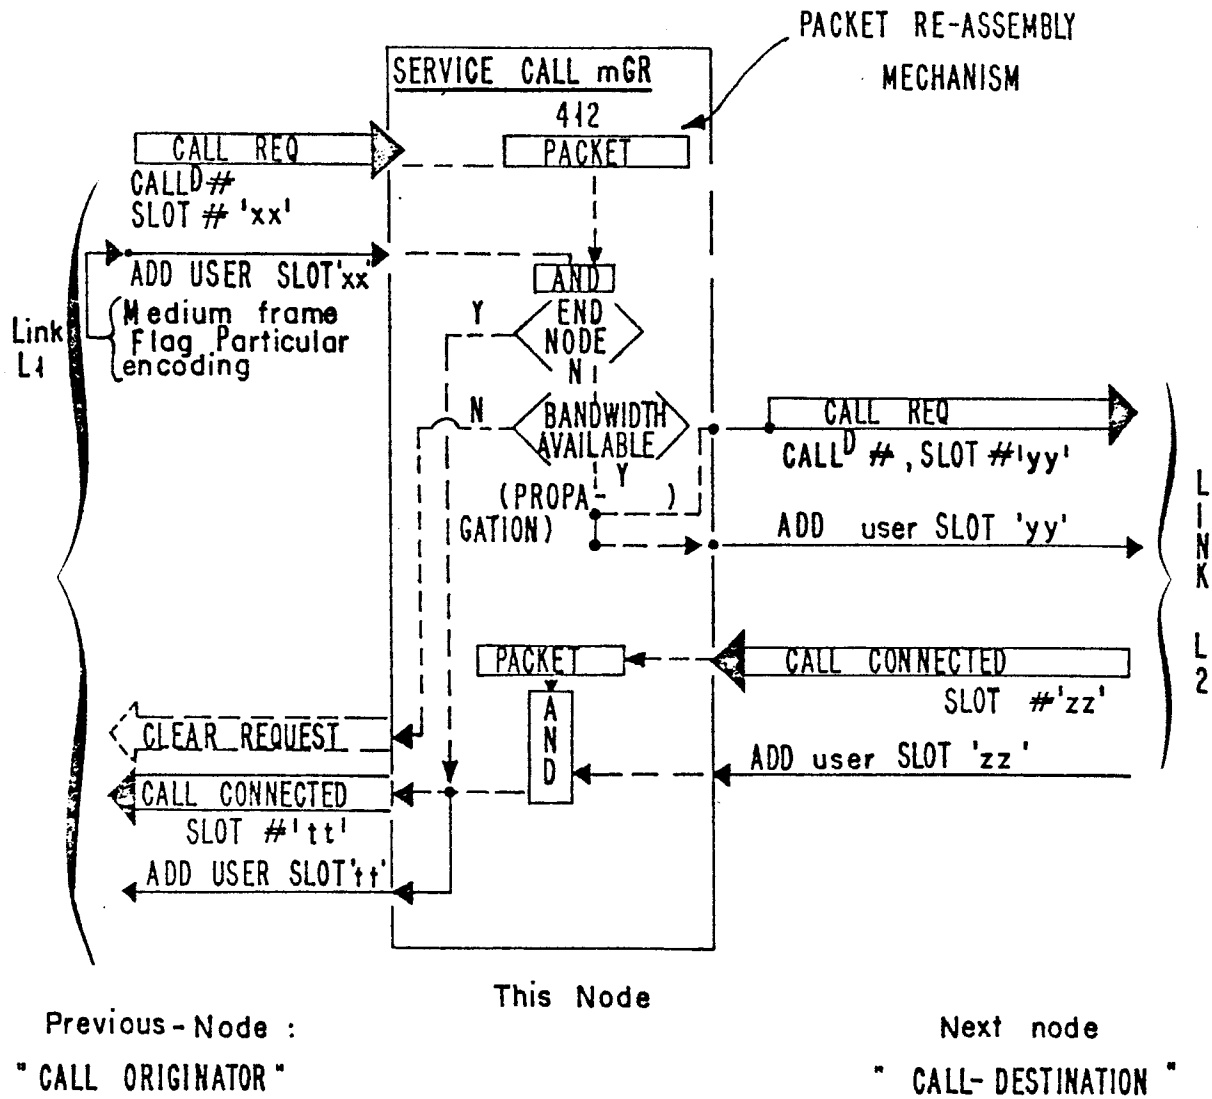 PACKET RE-ASSEMBLY
MECHANISM
SERVICE CALL mGR
412
PACKET
CALL REQ
CALLD #
SLOT # 'xx'
ADD USER SLOT'xx'
AND
Medium frame
Flag Particular
encoding
Link
L1
Y
END
NODE
N
N
BANDWIDTH
AVAILABLE
Y
(PROPA- )
GATION)
CALL REQ
CALLD #, SLOT #'yy'
ADD user SLOT 'yy'
LINK L2
PACKET
CALL CONNECTED
SLOT #'zz'
AND
ADD user SLOT 'zz'
CLEAR REQUEST
CALL CONNECTED
SLOT #'tt'
ADD USER SLOT'tt'
This Node
Previous-Node :
"CALL ORIGINATOR"
Next node
" CALL-DESTINATION "